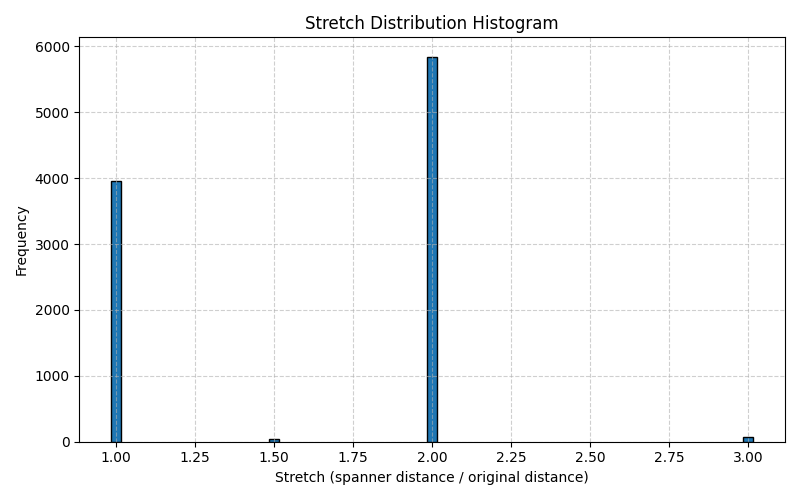 Stretch Distribution Histogram
6000
5000
4000
3000
2000
1000
0
Frequency
1.00 1.25 1.50 1.75 2.00 2.25 2.50 2.75 3.00
Stretch (spanner distance / original distance)